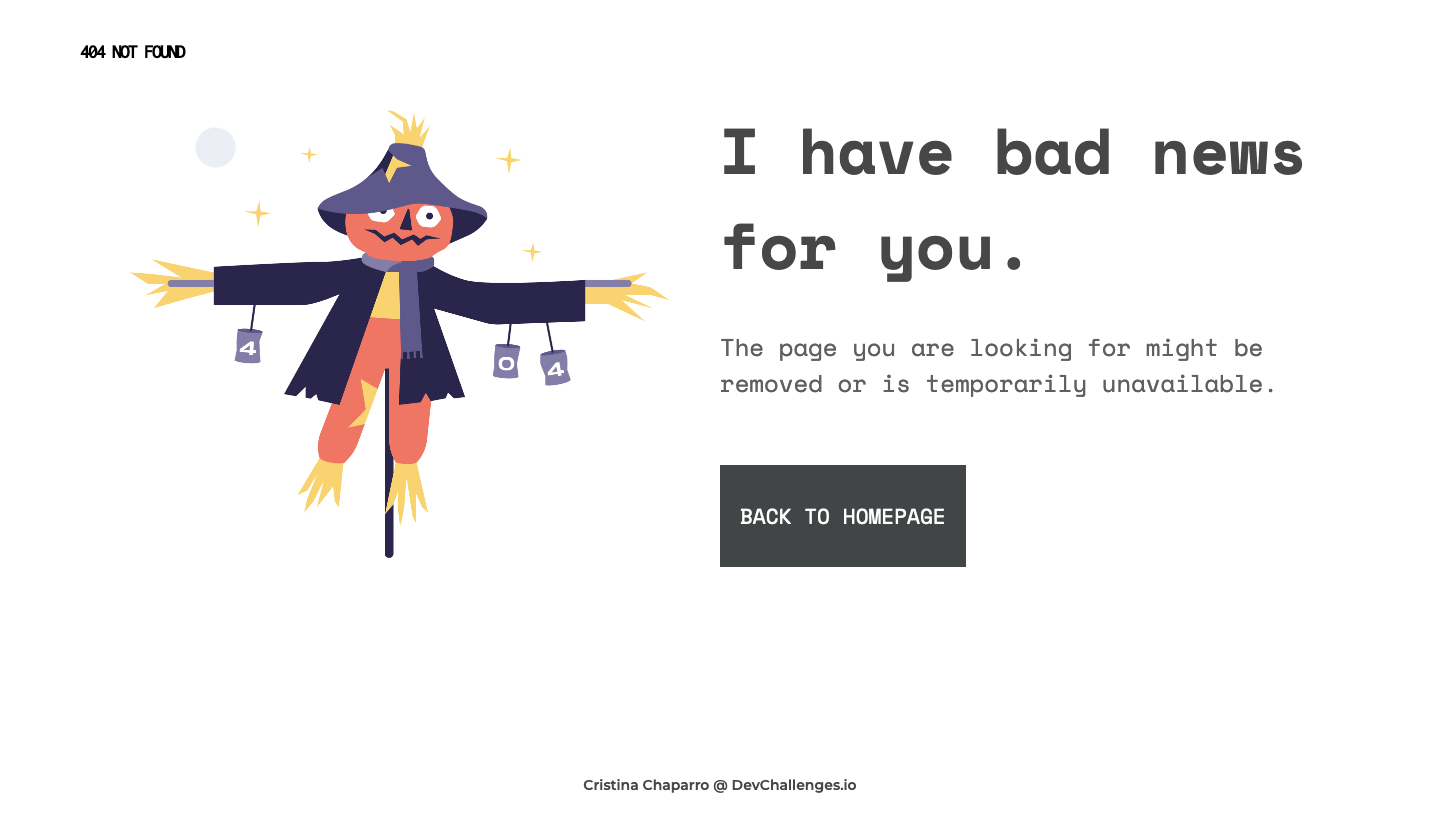 404 NOT FOUND
I have bad news
for you.
The page you are looking for might be
removed or is temporarily unavailable.
4
0
4
BACK TO HOMEPAGE
Cristina Chaparro @ DevChallenges.io